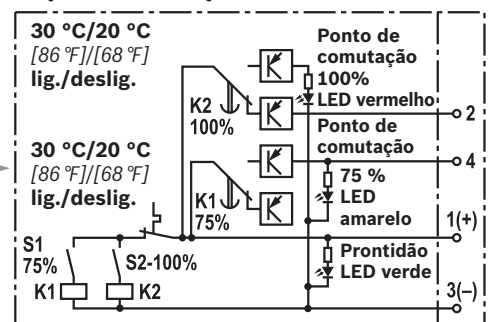 30 °C/20 °C
[86 °F]/[68 °F]
lig./deslig.
Ponto de
comutação
100%
LED vermelho
K2
100%
2
Ponto de
comutação
4
30 °C/20 °C
[86 °F]/[68 °F]
lig./deslig.
75 %
LED
amarelo
K1
75%
1(+)
S1
75%
S2-100%
Prontidão
LED verde
K1
K2
3(–)